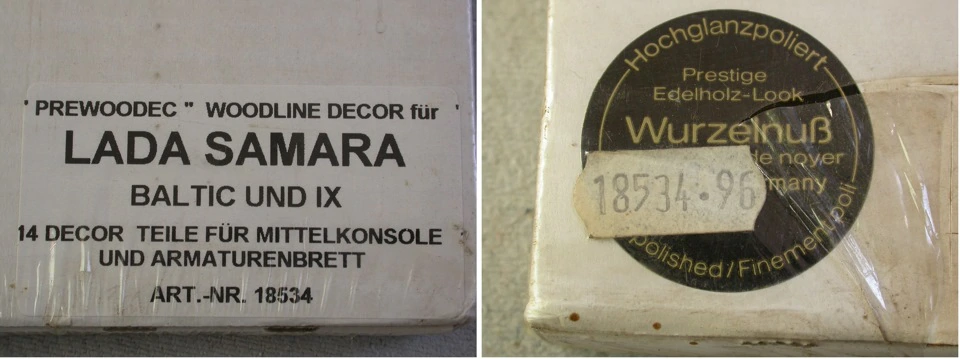 " PREWOODEC " WOODLINE DECOR für
LADA SAMARA
BALTIC UND IX
14 DECOR TEILE FÜR MITTELKONSOLE
UND ARMATURENBRETT
ART.-NR. 18534
Hochglanzpoliert
Prestige
Edelholz-Look
Wurzelnuß
de noyer
18534·96
many
polished/Finement poli